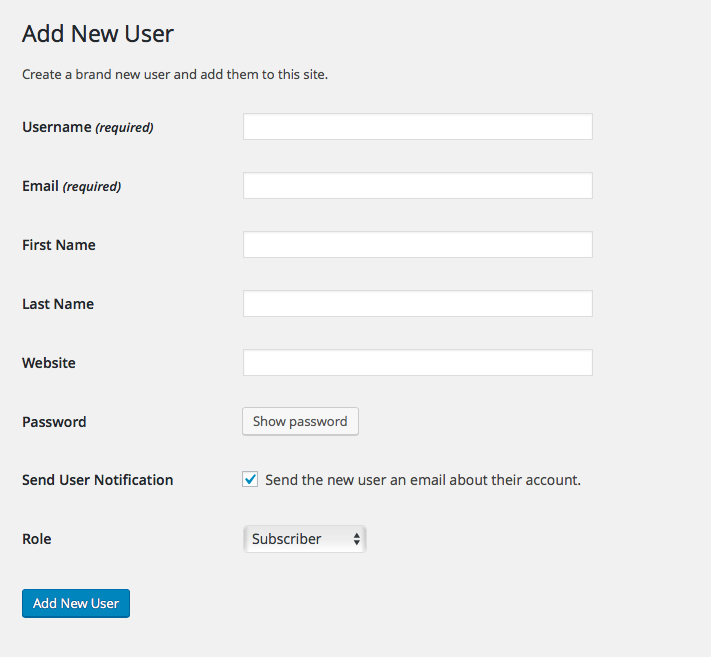 Add New User
Create a brand new user and add them to this site.
Username (required)
Email (required)
First Name
Last Name
Website
Password Show password
Send User Notification Send the new user an email about their account.
Role Subscriber
Add New User